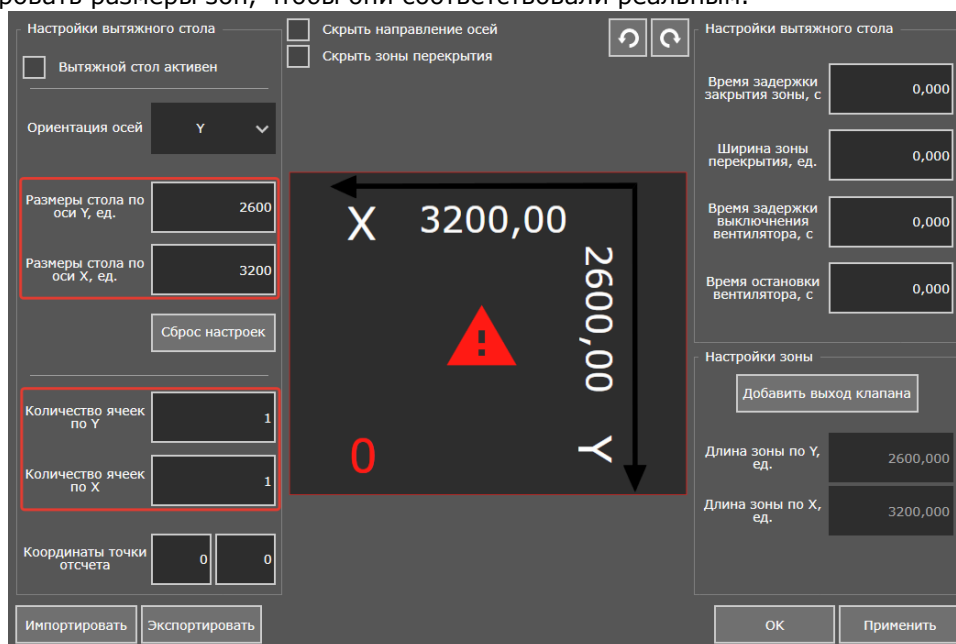 ровать размеры зон, чтобы они соответствовали реальным.
Настройки вытяжного стола
Вытяжной стол активен
Ориентация осей
Y
Размеры стола по
оси Y, ед.
2600
Размеры стола по
оси X, ед.
3200
Сброс настроек
Количество ячеек
по Y
1
Количество ячеек
по X
1
Координаты точки
отсчета
0
0
Импортировать
Экспортировать
Скрыть направление осей
Скрыть зоны перекрытия
X
3200,00
2600,00
Y
0
Настройки вытяжного стола
Время задержки
закрытия зоны, с
0,000
Ширина зоны
перекрытия, ед.
0,000
Время задержки
выключения
вентилятора, с
0,000
Время остановки
вентилятора, с
0,000
Настройки зоны
Добавить выход клапана
Длина зоны по Y,
ед.
2600,000
Длина зоны по X,
ед.
3200,000
OK
Применить